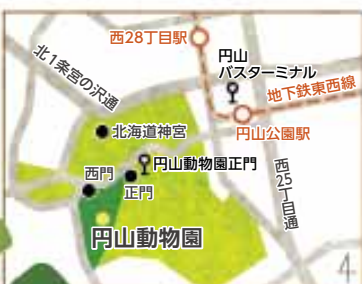 西28丁目駅
円山
バスターミナル
北1条宮の沢通
地下鉄東西線
北海道神宮
円山公園駅
円山動物園正門
西門
正門
西25丁目通
円山動物園
4